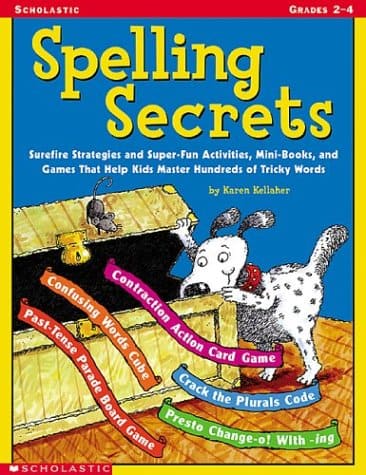 SCHOLASTIC
GRADES 2–4
Spelling
Secrets
Surefire Strategies and Super-Fun Activities, Mini-Books, and
Games That Help Kids Master Hundreds of Tricky Words
by Karen Kellaher
Contraction Action Card Game
Confusing Words Cube
Past-Tense Parade Board Game
Crack the Plurals Code
Presto Change-o! With -ing
SCHOLASTIC